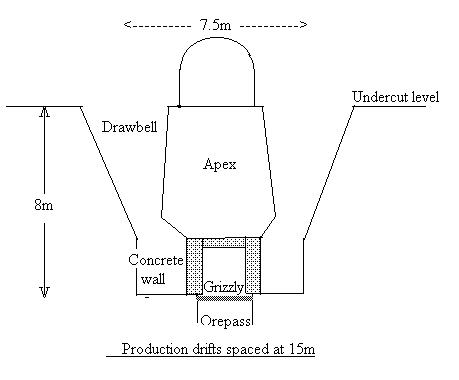 7.5m
Undercut level
Drawbell
Apex
8m
Concrete
wall
Grizzly
Orepass
Production drifts spaced at 15m